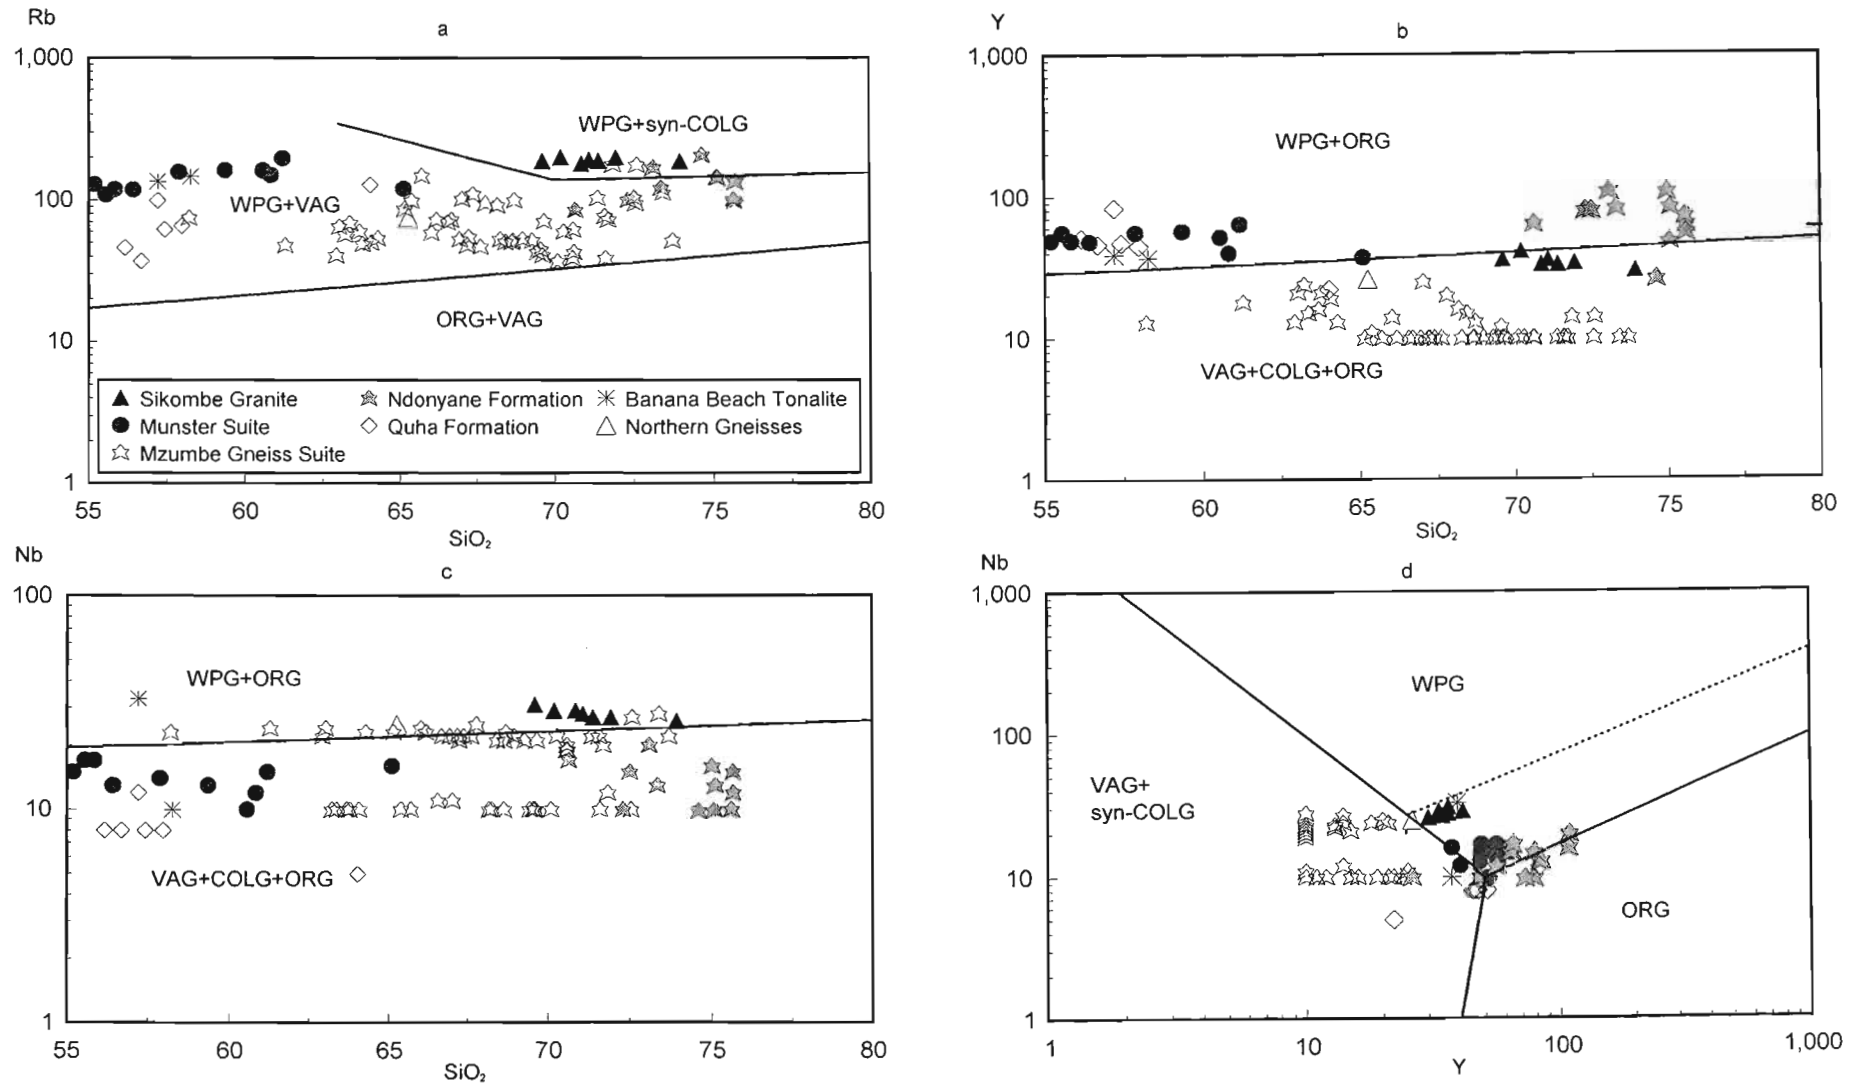 Rb
a
1,000
100
10
1
WPG+syn-COLG
WPG+VAG
ORG+VAG
Sikombe Granite
Ndonyane Formation
Banana Beach Tonalite
Munster Suite
Quha Formation
Northern Gneisses
Mzumbe Gneiss Suite
55 60 65 70 75 80
SiO₂
Y
b
1,000
100
10
1
WPG+ORG
VAG+COLG+ORG
55 60 65 70 75 80
SiO₂
Nb
c
100
10
1
WPG+ORG
VAG+COLG+ORG
55 60 65 70 75 80
SiO₂
Nb
d
1,000
100
10
1
WPG
VAG+
syn-COLG
ORG
1 10 100 1,000
Y